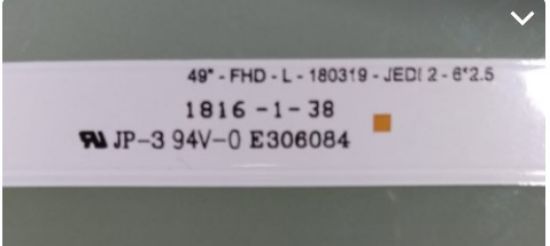 49" - FHD - L - 180319 - JEDI 2 - 6*2.5
1816 -1- 38
JP-3 94V-0 E306084